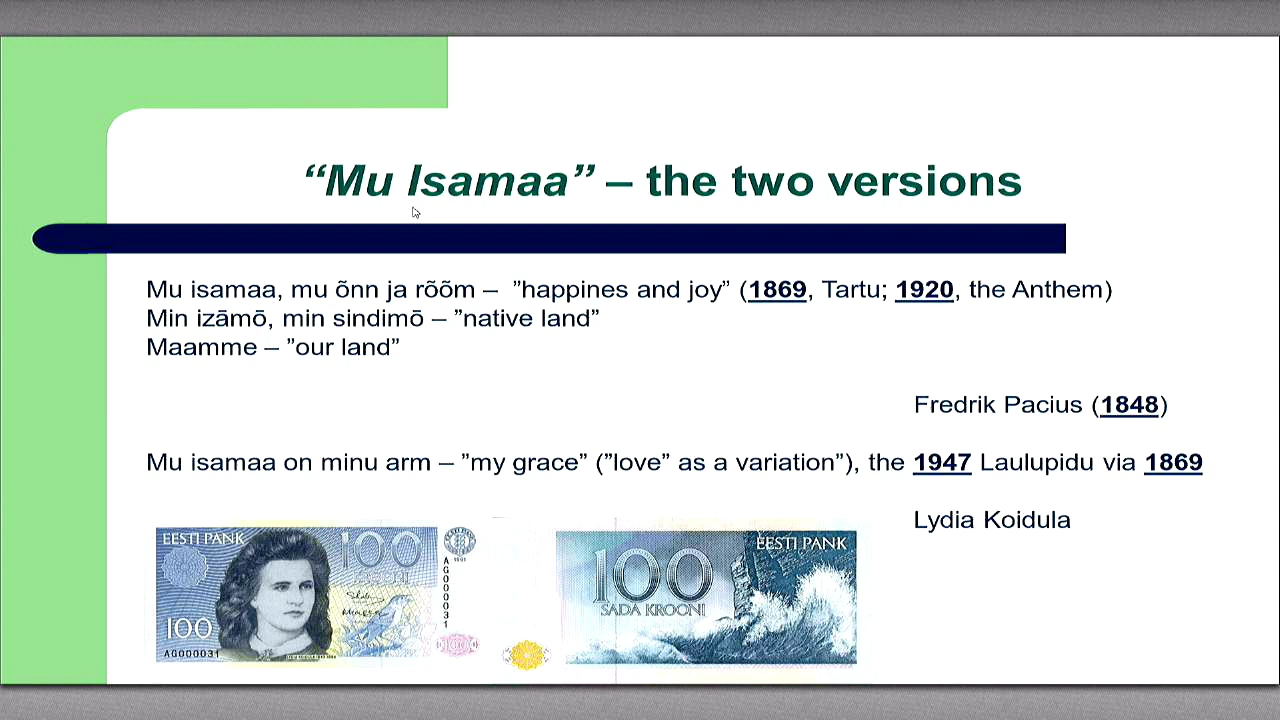 “Mu Isamaa” – the two versions
Mu isamaa, mu õnn ja rõõm – ”happines and joy” (1869, Tartu; 1920, the Anthem)
Min izāmō, min sindimō – ”native land”
Maamme – ”our land”
Fredrik Pacius (1848)
Mu isamaa on minu arm – ”my grace” (”love” as a variation”), the 1947 Laulupidu via 1869
Lydia Koidula
EESTI PANK
100
AG000031
100
AG000031
EESTI PANK
100
SADA KROONI